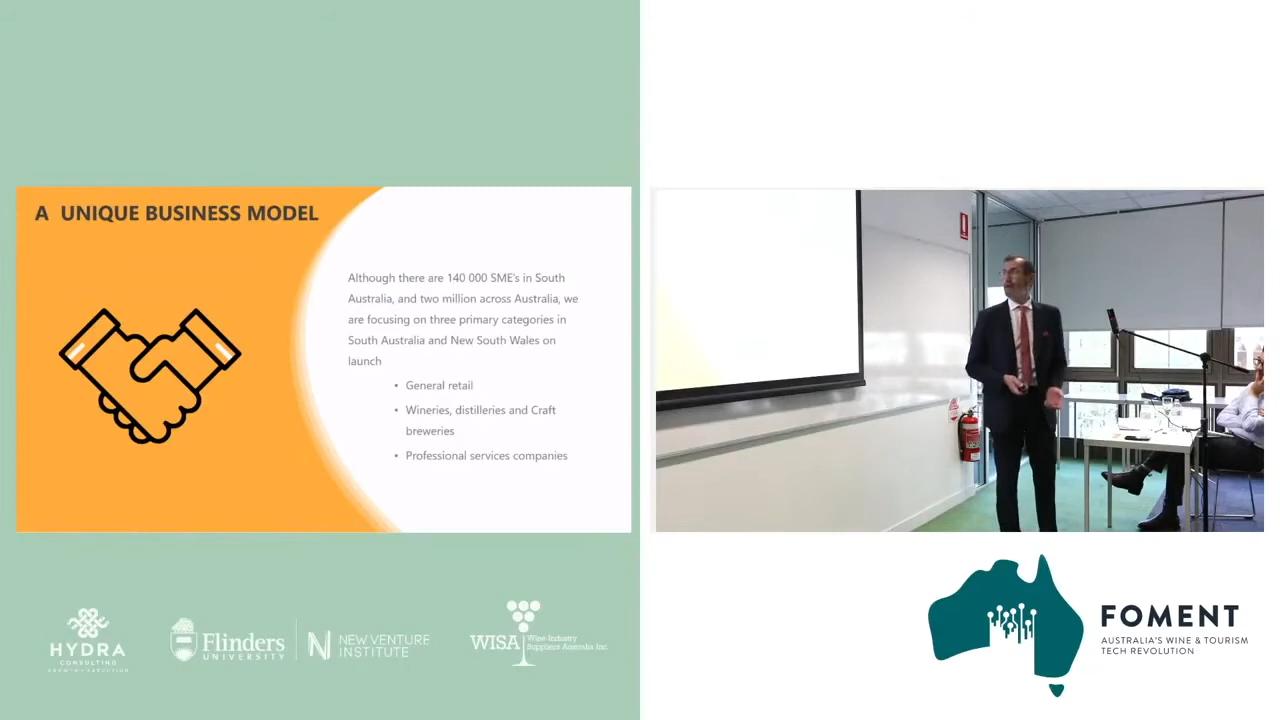 A UNIQUE BUSINESS MODEL
Although there are 140 000 SME's in South
Australia, and two million across Australia, we
are focusing on three primary categories in
South Australia and New South Wales on
launch
• General retail
• Wineries, distilleries and Craft
breweries
• Professional services companies
HYDRA
CONSULTING
GROWTH EXECUTION
Flinders
UNIVERSITY
NEW VENTURE
INSTITUTE
WISA
Wine Industry
Suppliers Australia Inc.
FOMENT
AUSTRALIA'S WINE & TOURISM
TECH REVOLUTION